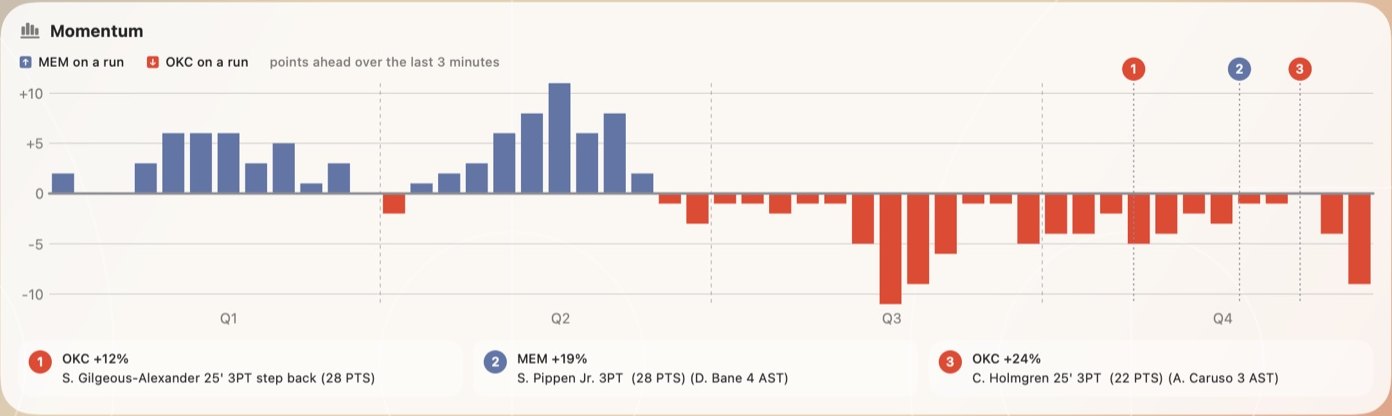 Momentum
MEM on a run OKC on a run points ahead over the last 3 minutes
1 2 3
+10
+5
0
-5
-10
Q1 Q2 Q3 Q4
1 OKC +12%
S. Gilgeous-Alexander 25' 3PT step back (28 PTS)
2 MEM +19%
S. Pippen Jr. 3PT (28 PTS) (D. Bane 4 AST)
3 OKC +24%
C. Holmgren 25' 3PT (22 PTS) (A. Caruso 3 AST)